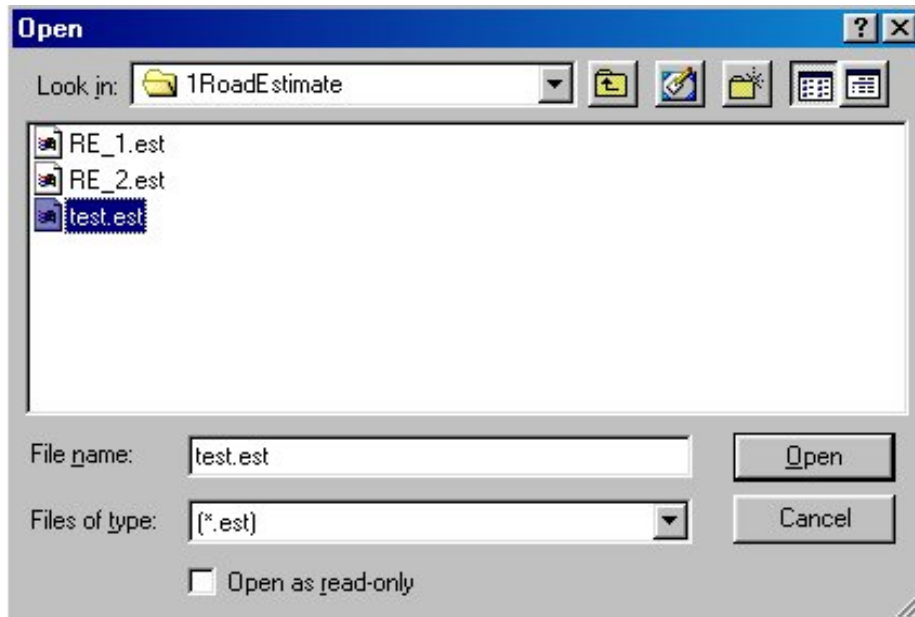 Open
Look in: 1RoadEstimate
RE_1.est
RE_2.est
test.est
File name: test.est Open
Files of type: (*.est) Cancel
Open as read-only